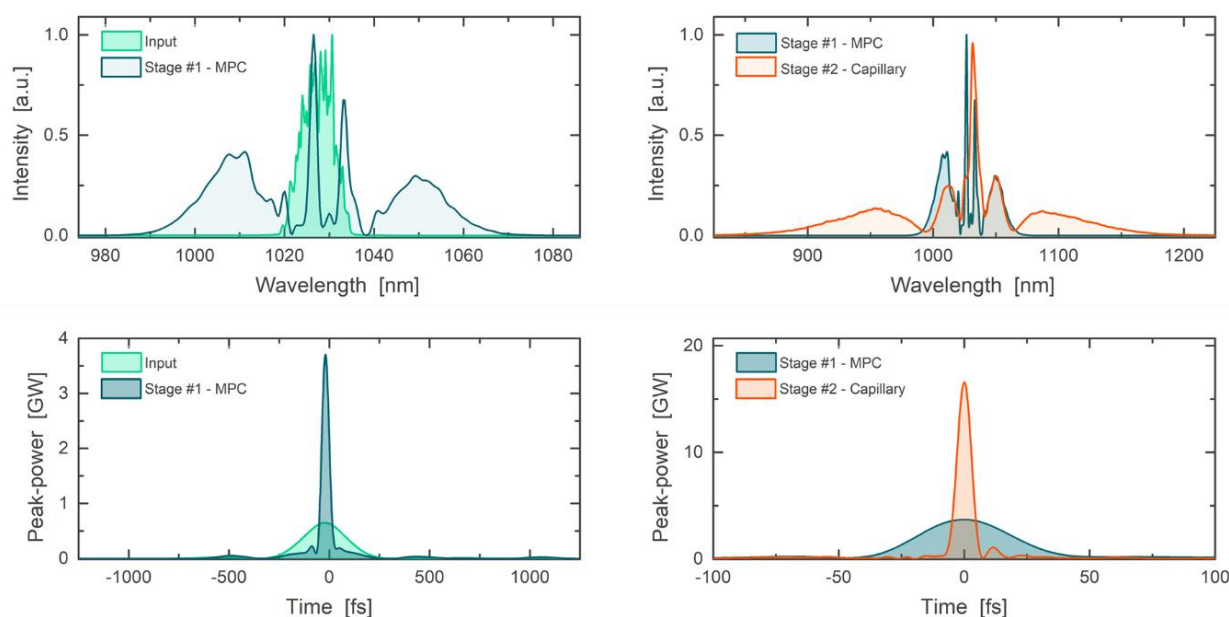 Input
Stage #1 - MPC
Intensity [a.u.]
1.0
0.5
0.0
980 1000 1020 1040 1060 1080
Wavelength [nm]
Stage #1 - MPC
Stage #2 - Capillary
Intensity [a.u.]
1.0
0.5
0.0
900 1000 1100 1200
Wavelength [nm]
Input
Stage #1 - MPC
Peak-power [GW]
4
3
2
1
0
-1000 -500 0 500 1000
Time [fs]
Stage #1 - MPC
Stage #2 - Capillary
Peak-power [GW]
20
10
0
-100 -50 0 50 100
Time [fs]